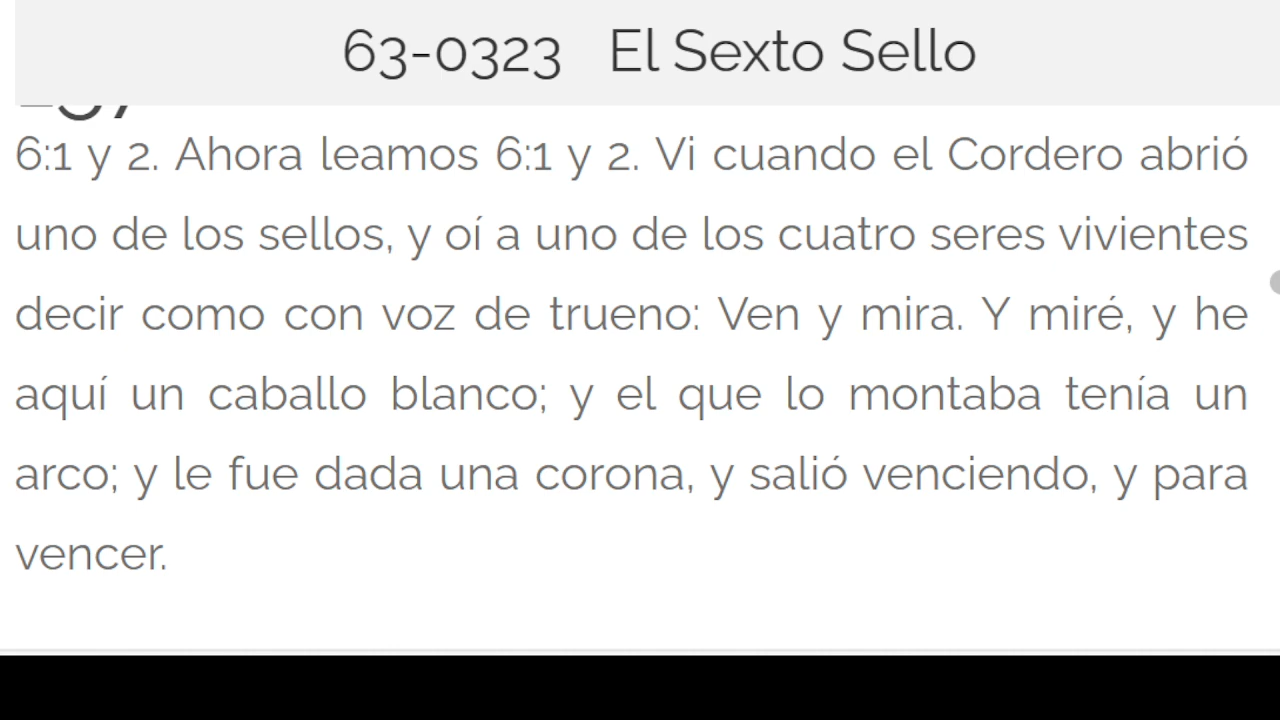 63-0323 El Sexto Sello
6:1 y 2. Ahora leamos 6:1 y 2. Vi cuando el Cordero abrió
uno de los sellos, y oí a uno de los cuatro seres vivientes
decir como con voz de trueno: Ven y mira. Y miré, y he
aquí un caballo blanco; y el que lo montaba tenía un
arco; y le fue dada una corona, y salió venciendo, y para
vencer.